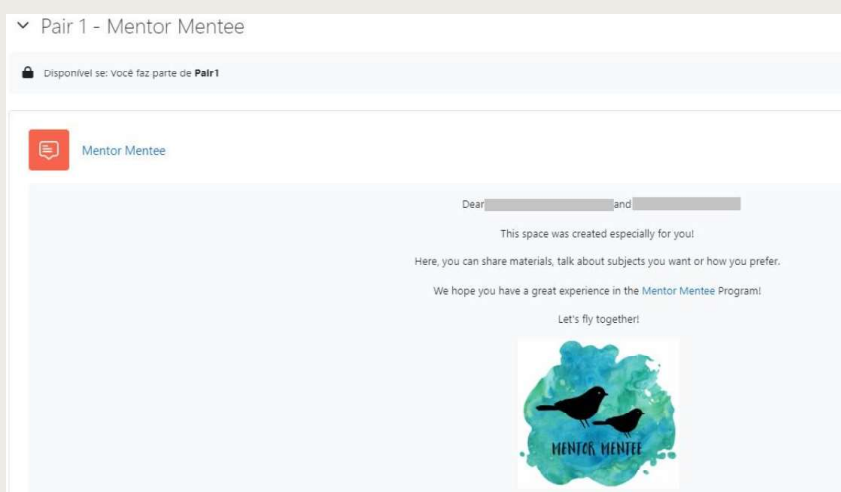 Pair 1 - Mentor Mentee
Disponível se: Você faz parte de Pair1
Mentor Mentee
Dear and
This space was created especially for you!
Here, you can share materials, talk about subjects you want or how you prefer.
We hope you have a great experience in the Mentor Mentee Program!
Let's fly together!
MENTOR MENTEE